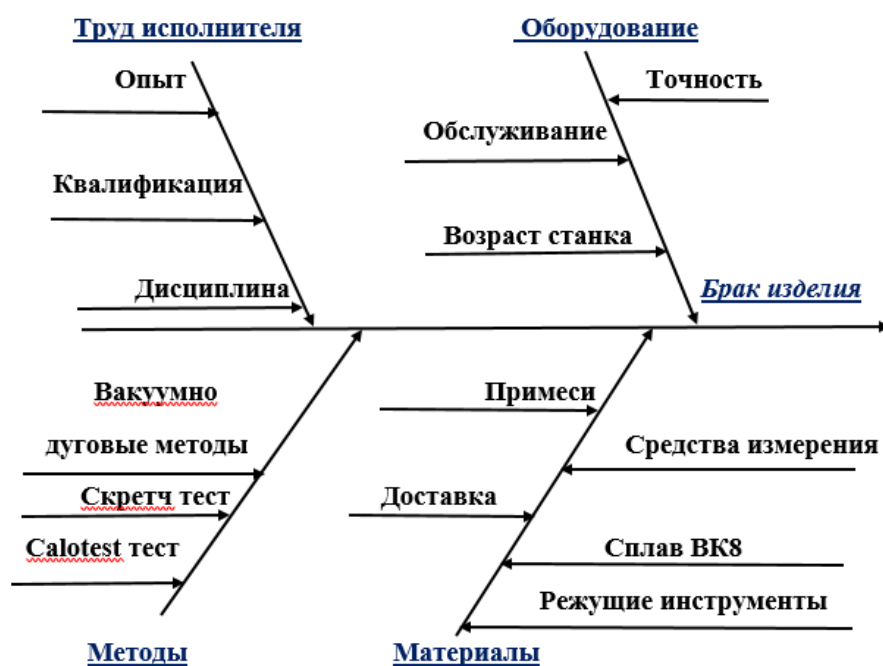 Труд исполнителя
Оборудование
Опыт
Точность
Обслуживание
Квалификация
Возраст станка
Дисциплина
Брак изделия
Вакуумно
дуговые методы
Примеси
Средства измерения
Скретч тест
Доставка
Calotest тест
Сплав ВК8
Режущие инструменты
Методы
Материалы